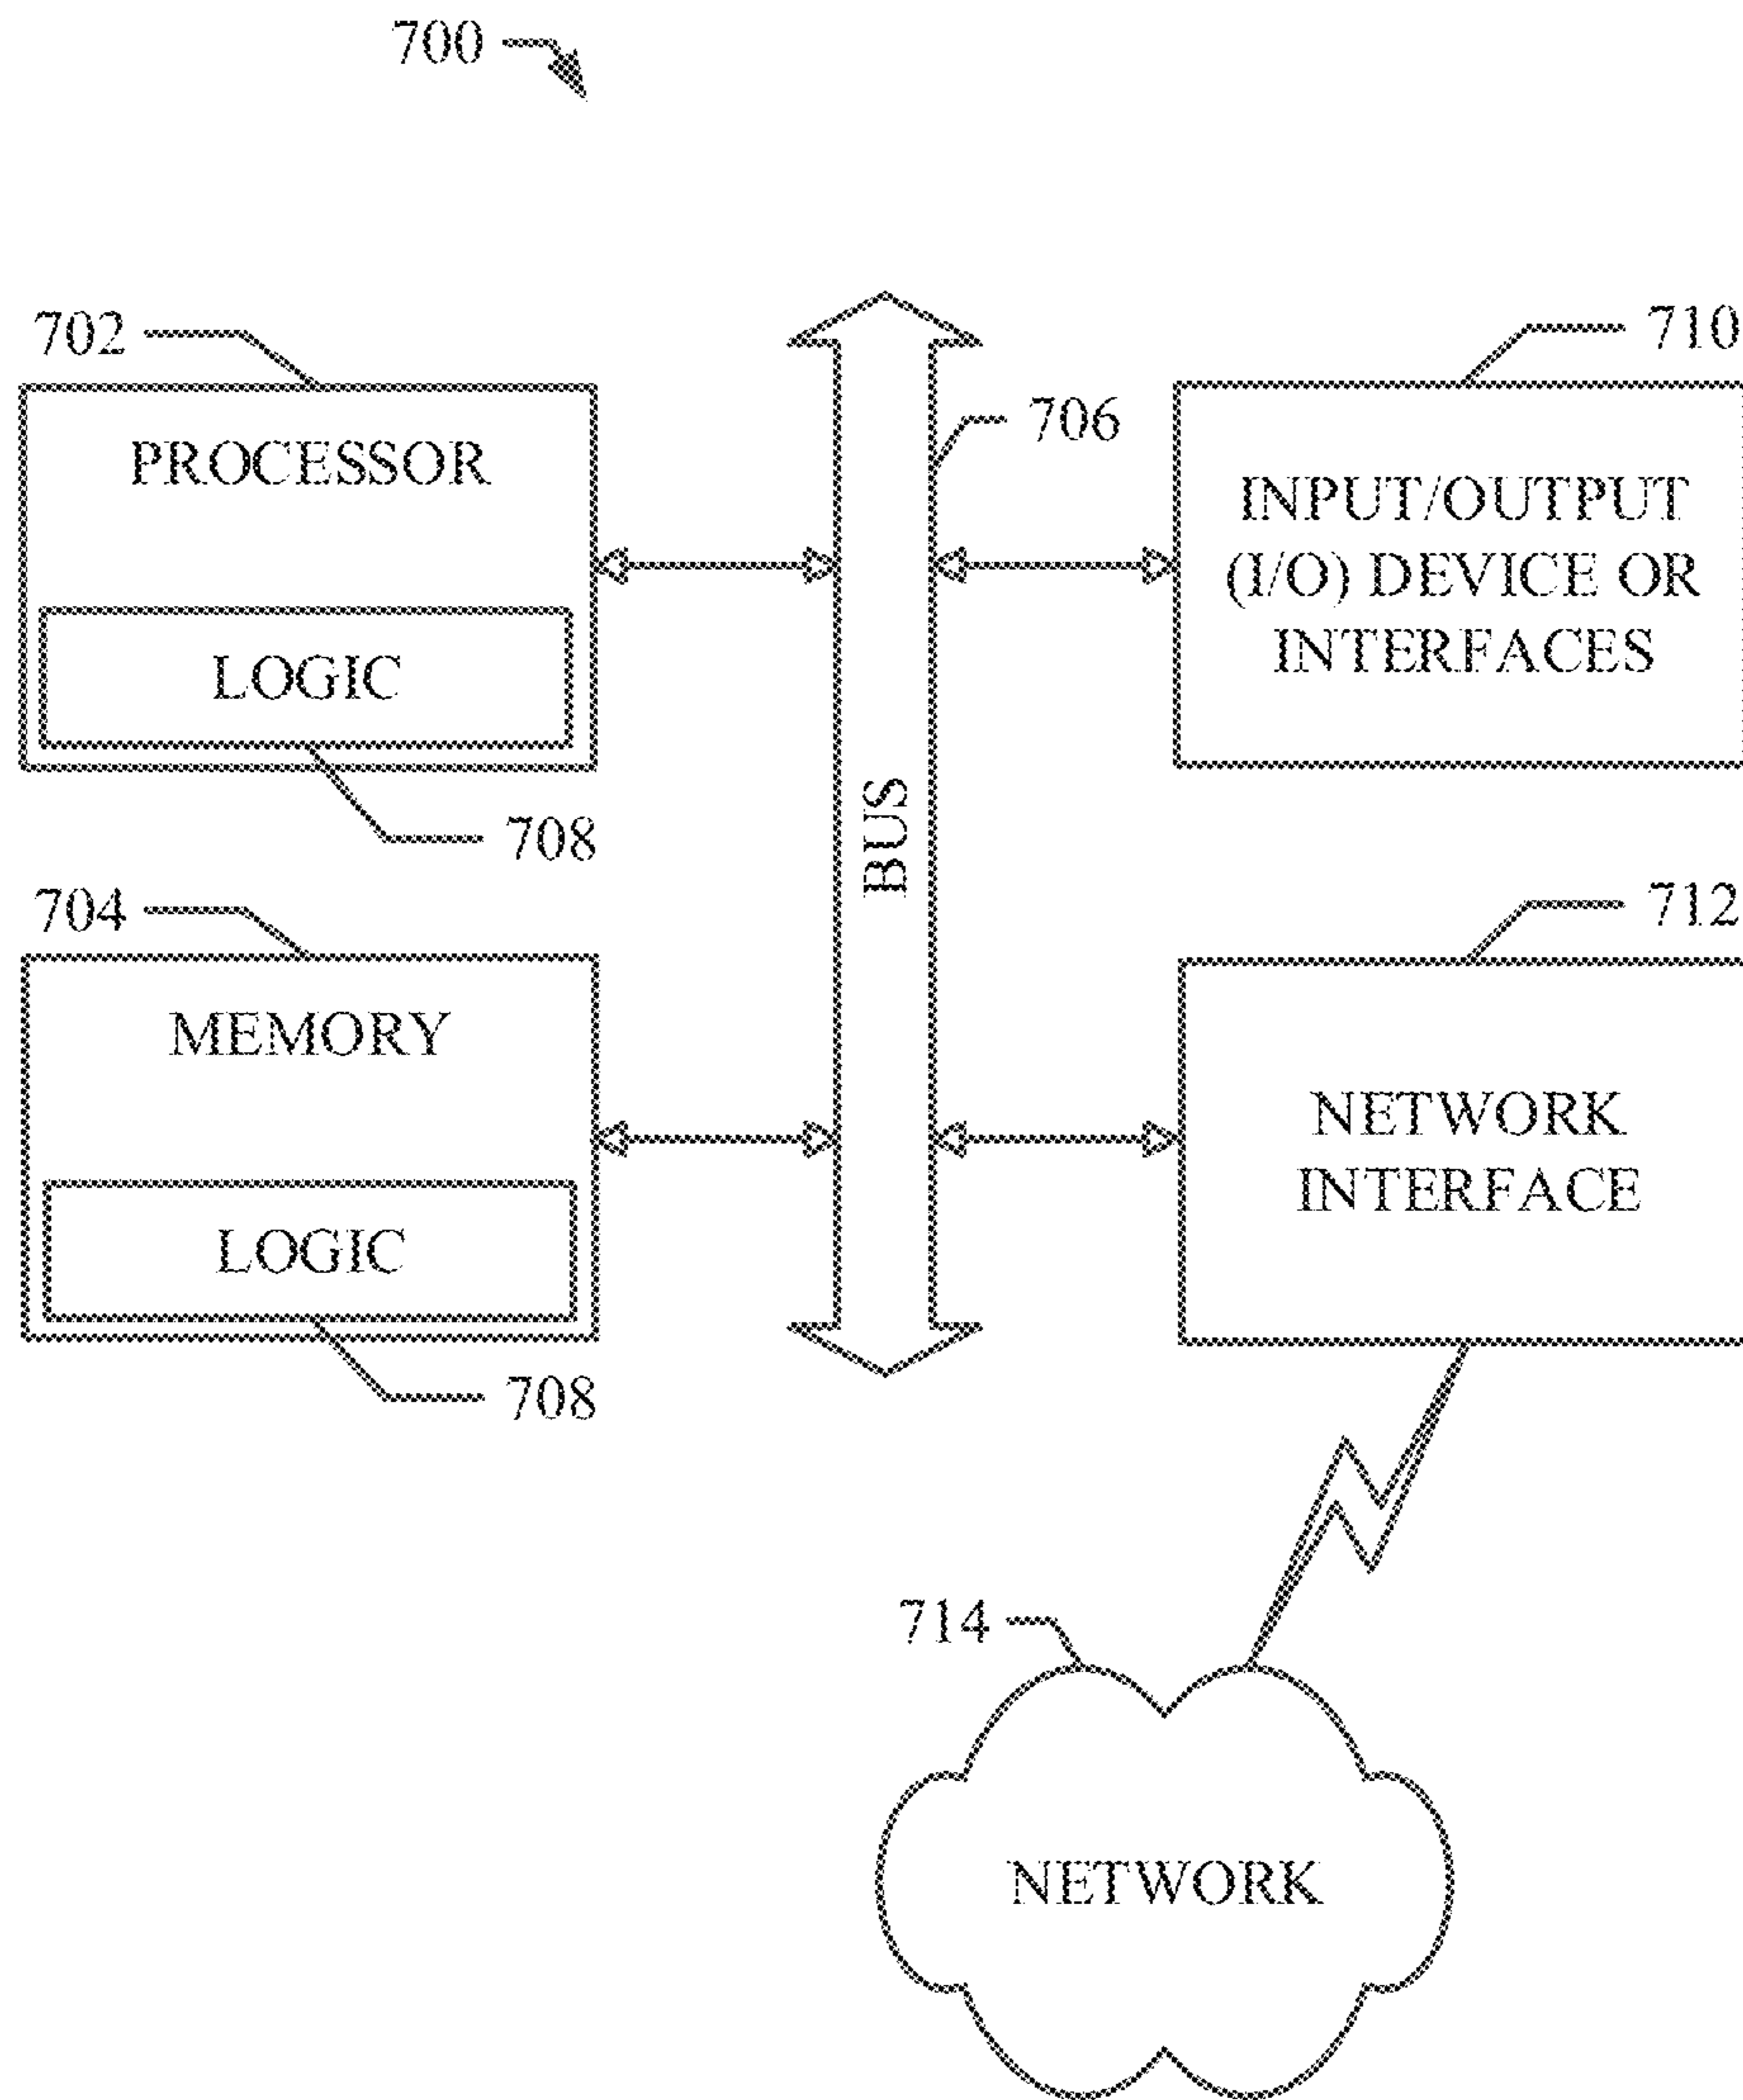 700
702
710
706
PROCESSOR
INPUT/OUTPUT
(I/O) DEVICE OR
INTERFACES
LOGIC
708
BUS
704
712
MEMORY
NETWORK
INTERFACE
LOGIC
708
714
NETWORK